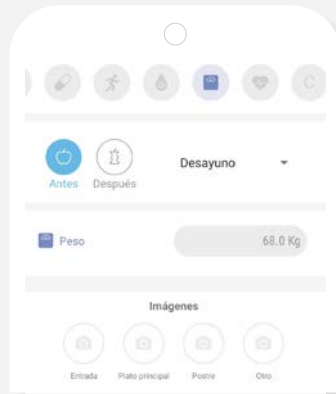 Desayuno
Antes Después
Peso 68.0 Kg
Imágenes
Entrada Plato principal Postre Otro